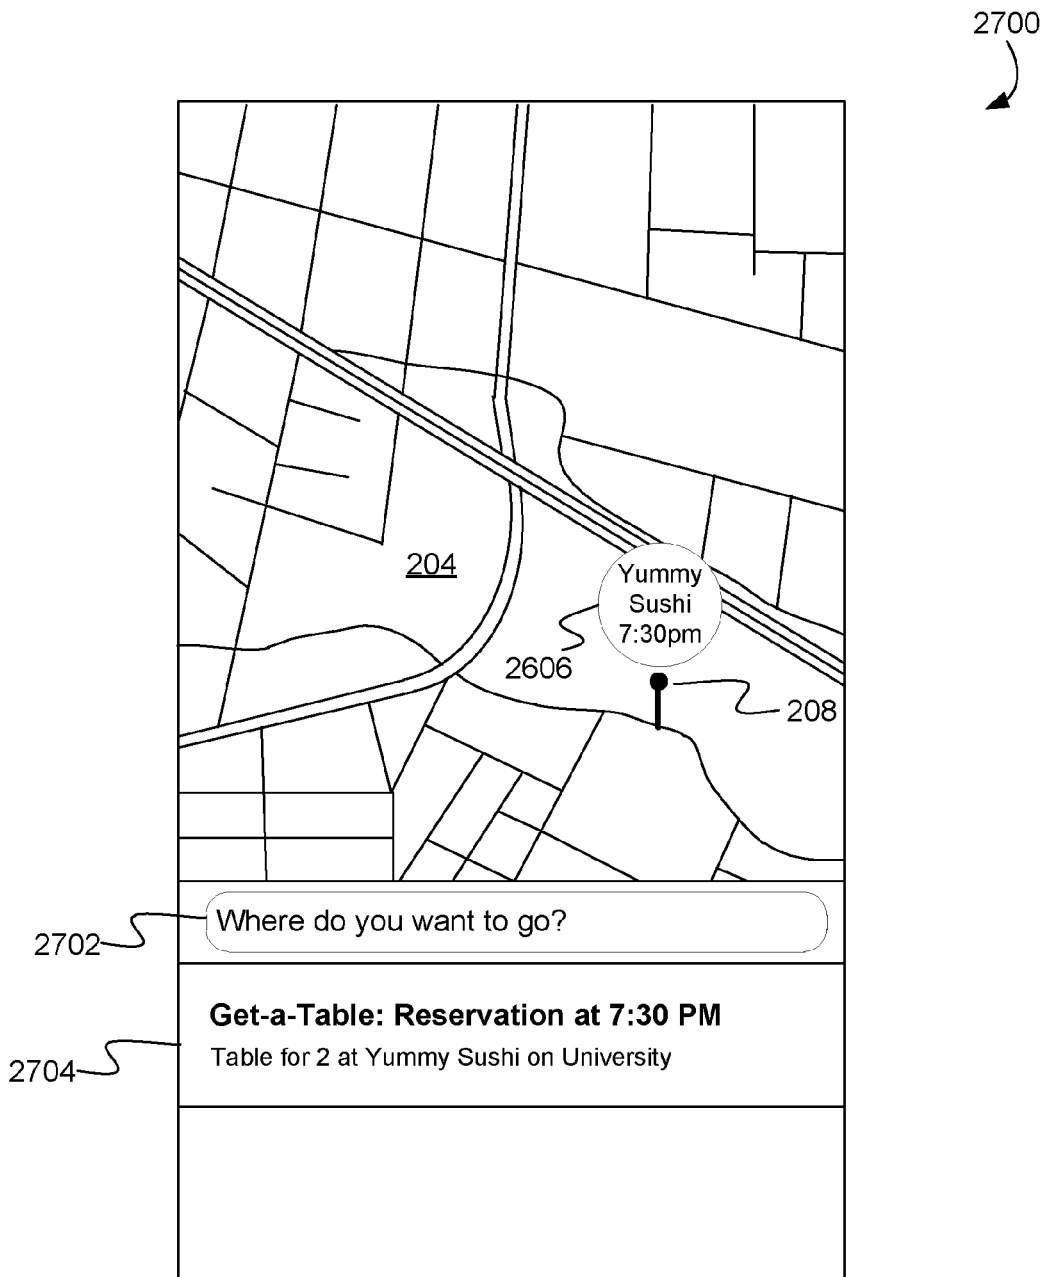 2700
204
Yummy
Sushi
7:30pm
2606
208
Where do you want to go?
2702
Get-a-Table: Reservation at 7:30 PM
Table for 2 at Yummy Sushi on University
2704